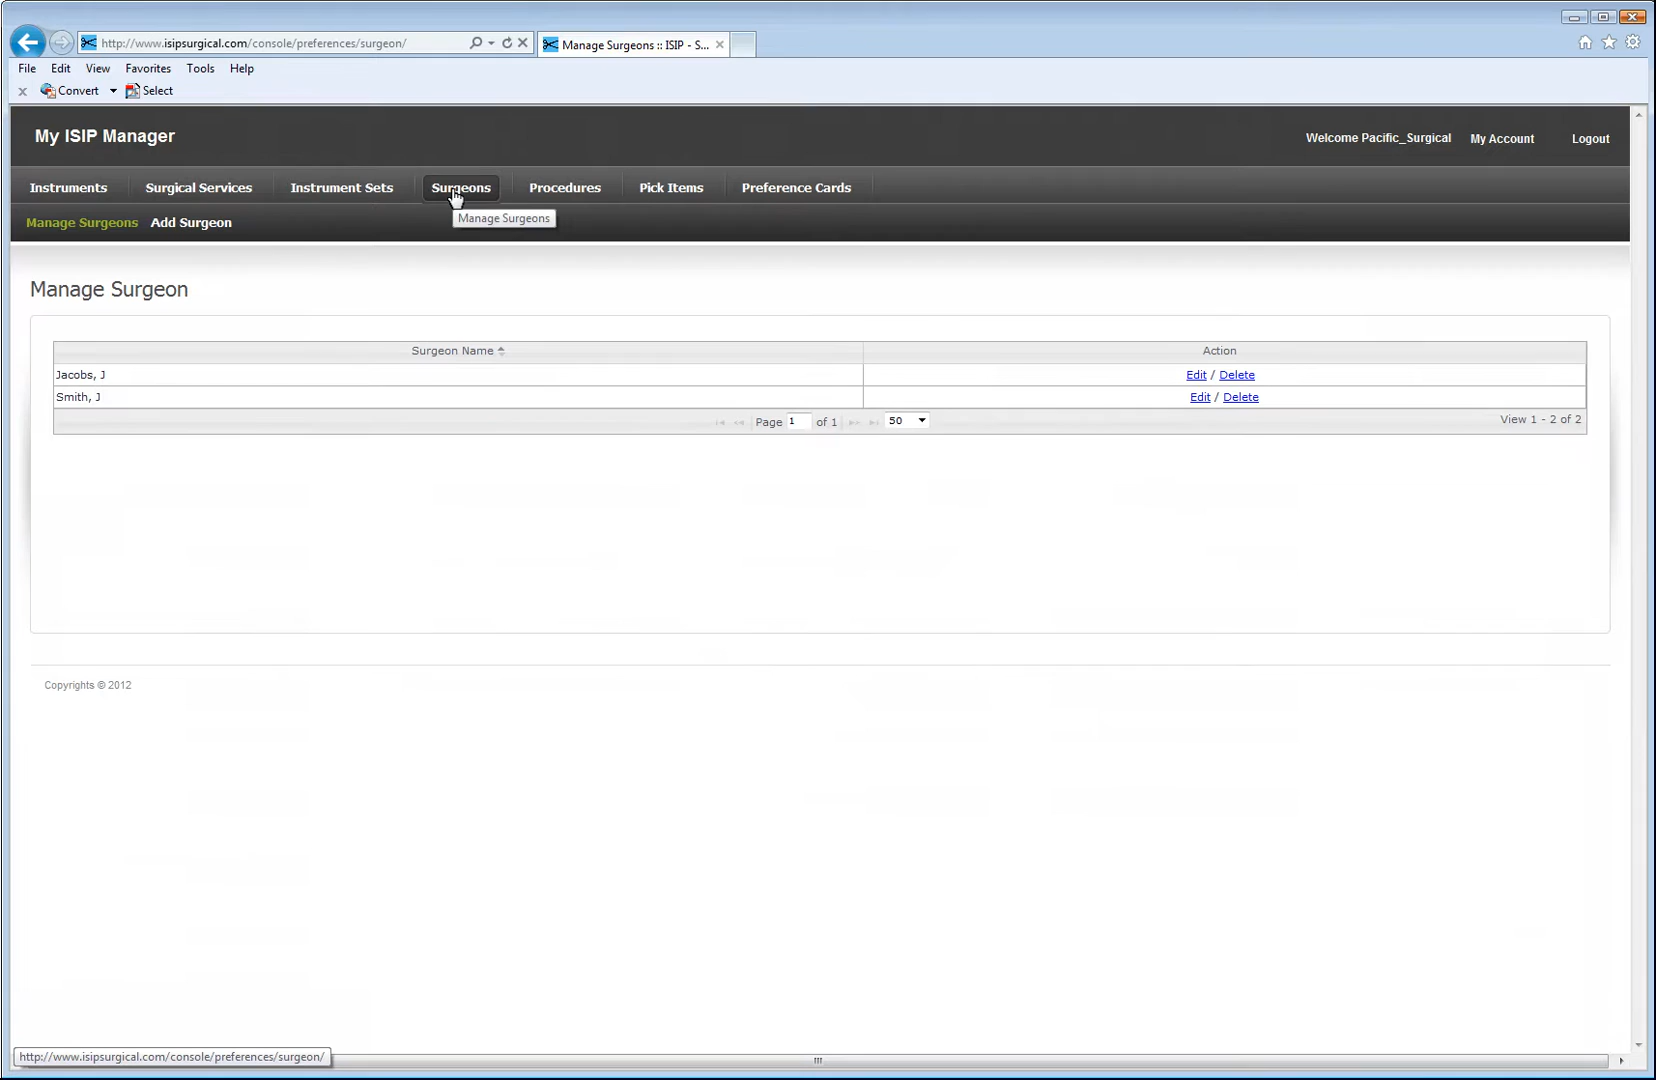 http://www.isipsurgical.com/console/preferences/surgeon/
Manage Surgeons :: ISIP - S...
File Edit View Favorites Tools Help
x Convert Select
My ISIP Manager
Welcome Pacific_Surgical My Account Logout
Instruments Surgical Services Instrument Sets Surgeons Procedures Pick Items Preference Cards
Manage Surgeons Add Surgeon
Manage Surgeons
Manage Surgeon
Surgeon Name Action
Jacobs, J Edit / Delete
Smith, J Edit / Delete
Page 1 of 1 50 View 1 - 2 of 2
Copyrights © 2012
http://www.isipsurgical.com/console/preferences/surgeon/